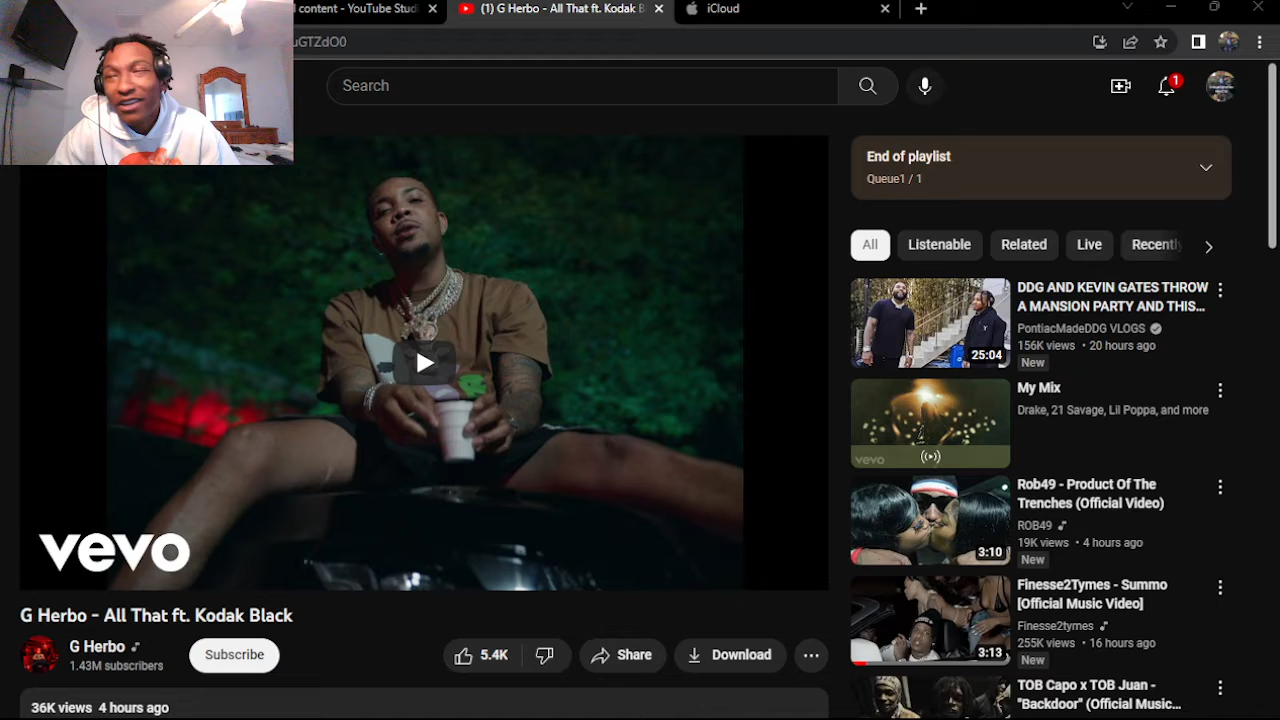 l content - YouTube Studi
(1) G Herbo - All That ft. Kodak B
iCloud
uGTZdO0
Search
1
End of playlist
Queue1 / 1
All
Listenable
Related
Live
Recently
DDG AND KEVIN GATES THROW
A MANSION PARTY AND THIS...
PontiacMadeDDG VLOGS
156K views • 20 hours ago
New
25:04
My Mix
Drake, 21 Savage, Lil Poppa, and more
vevo
Rob49 - Product Of The
Trenches (Official Video)
ROB49
19K views • 4 hours ago
New
3:10
Finesse2Tymes - Summo
[Official Music Video]
Finesse2tymes
255K views • 16 hours ago
New
3:13
TOB Capo x TOB Juan -
"Backdoor" (Official Music...
vevo
G Herbo - All That ft. Kodak Black
G Herbo
1.43M subscribers
Subscribe
5.4K
Share
Download
36K views 4 hours ago